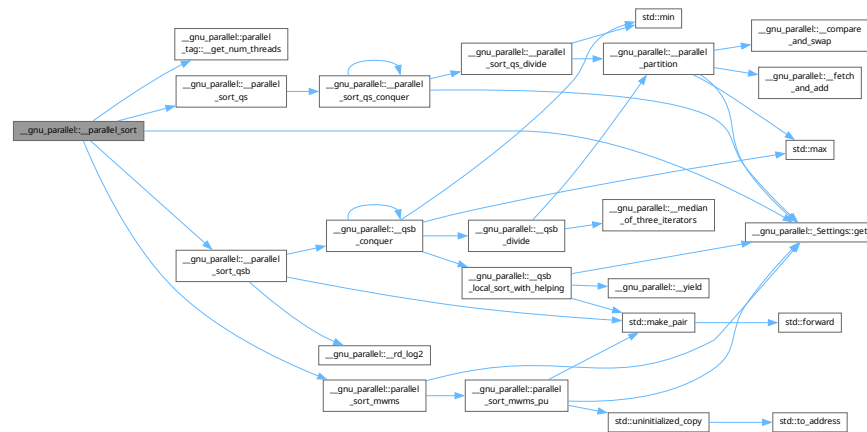 std::min
__gnu_parallel::__compare
_and_swap
__gnu_parallel::parallel
_tag::__get_num_threads
__gnu_parallel::__parallel
_sort_qs_divide
__gnu_parallel::__parallel
_partition
__gnu_parallel::__fetch
_and_add
__gnu_parallel::__parallel
_sort_qs
__gnu_parallel::__parallel
_sort_qs_conquer
__gnu_parallel::__parallel_sort
std::max
__gnu_parallel::__median
_of_three_iterators
__gnu_parallel::__qsb
_conquer
__gnu_parallel::__qsb
_divide
__gnu_parallel::_Settings::get
__gnu_parallel::__parallel
_sort_qsb
__gnu_parallel::__qsb
_local_sort_with_helping
__gnu_parallel::__yield
std::make_pair
std::forward
__gnu_parallel::__rd_log2
__gnu_parallel::parallel
_sort_mwms
__gnu_parallel::parallel
_sort_mwms_pu
std::uninitialized_copy
std::to_address